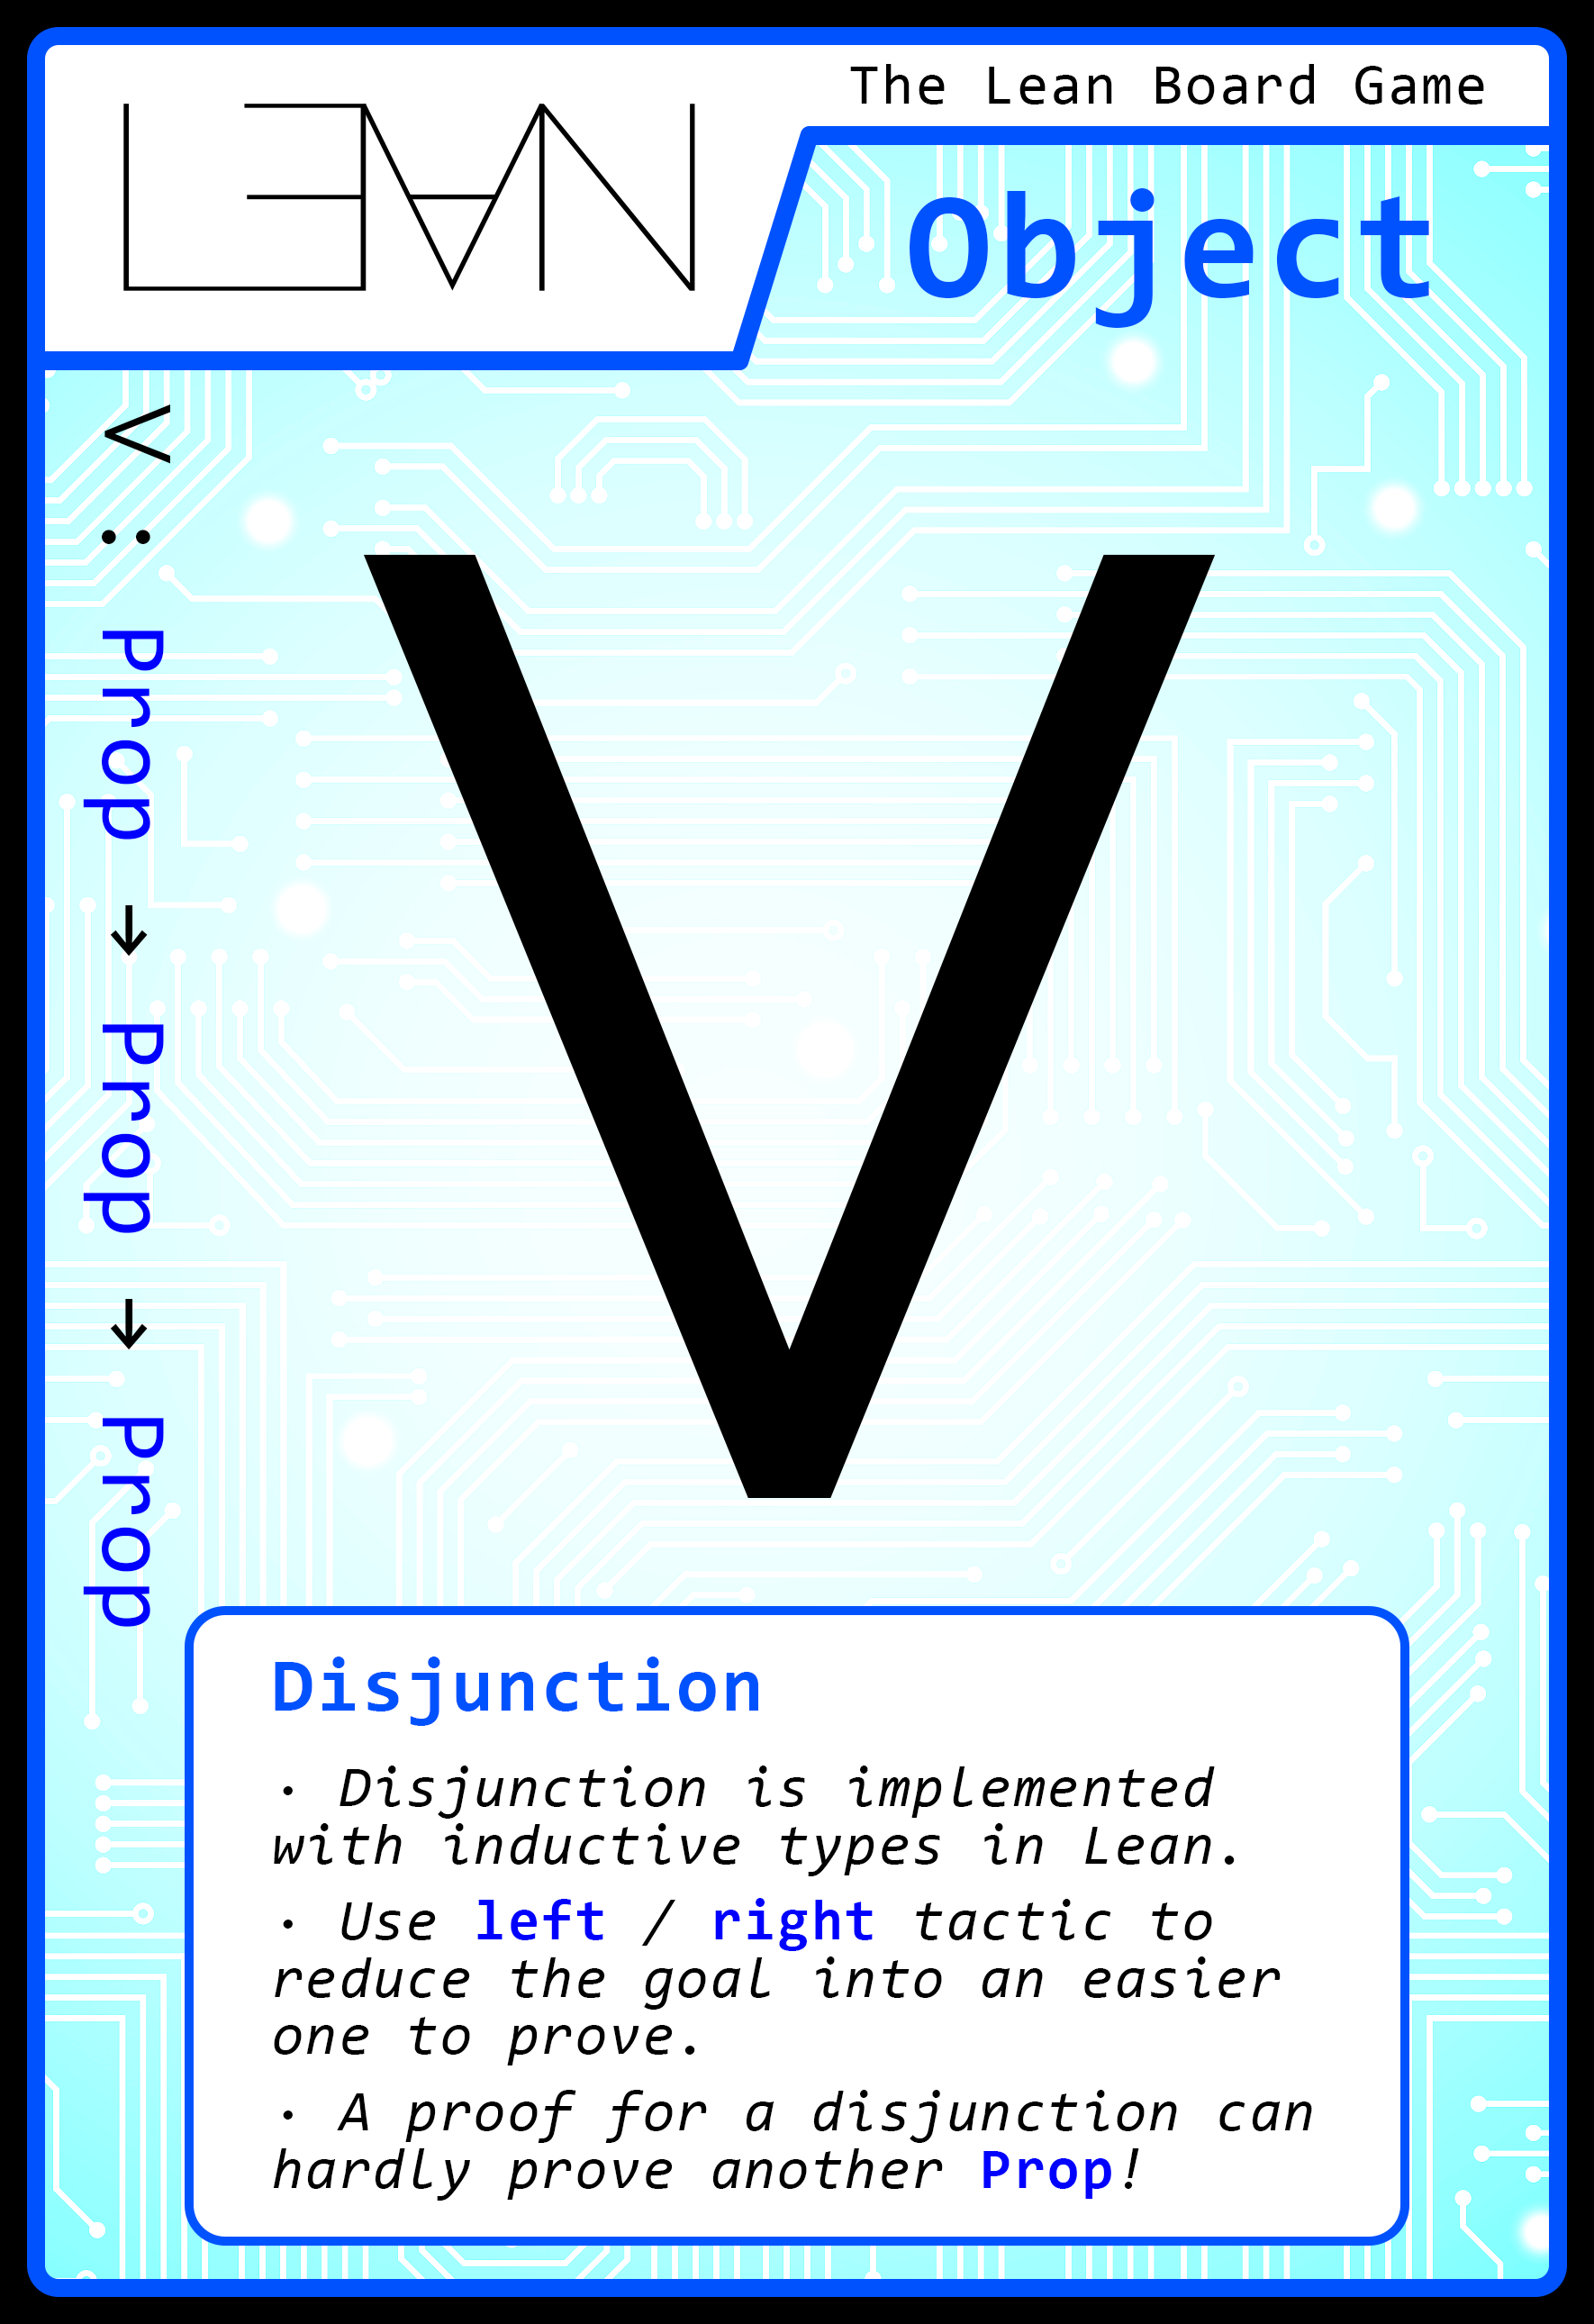 The Lean Board Game
L∃∀N
Object
∨ : Prop → Prop → Prop
∨
Disjunction
· Disjunction is implemented
with inductive types in Lean.
· Use left / right tactic to
reduce the goal into an easier
one to prove.
· A proof for a disjunction can
hardly prove another Prop!